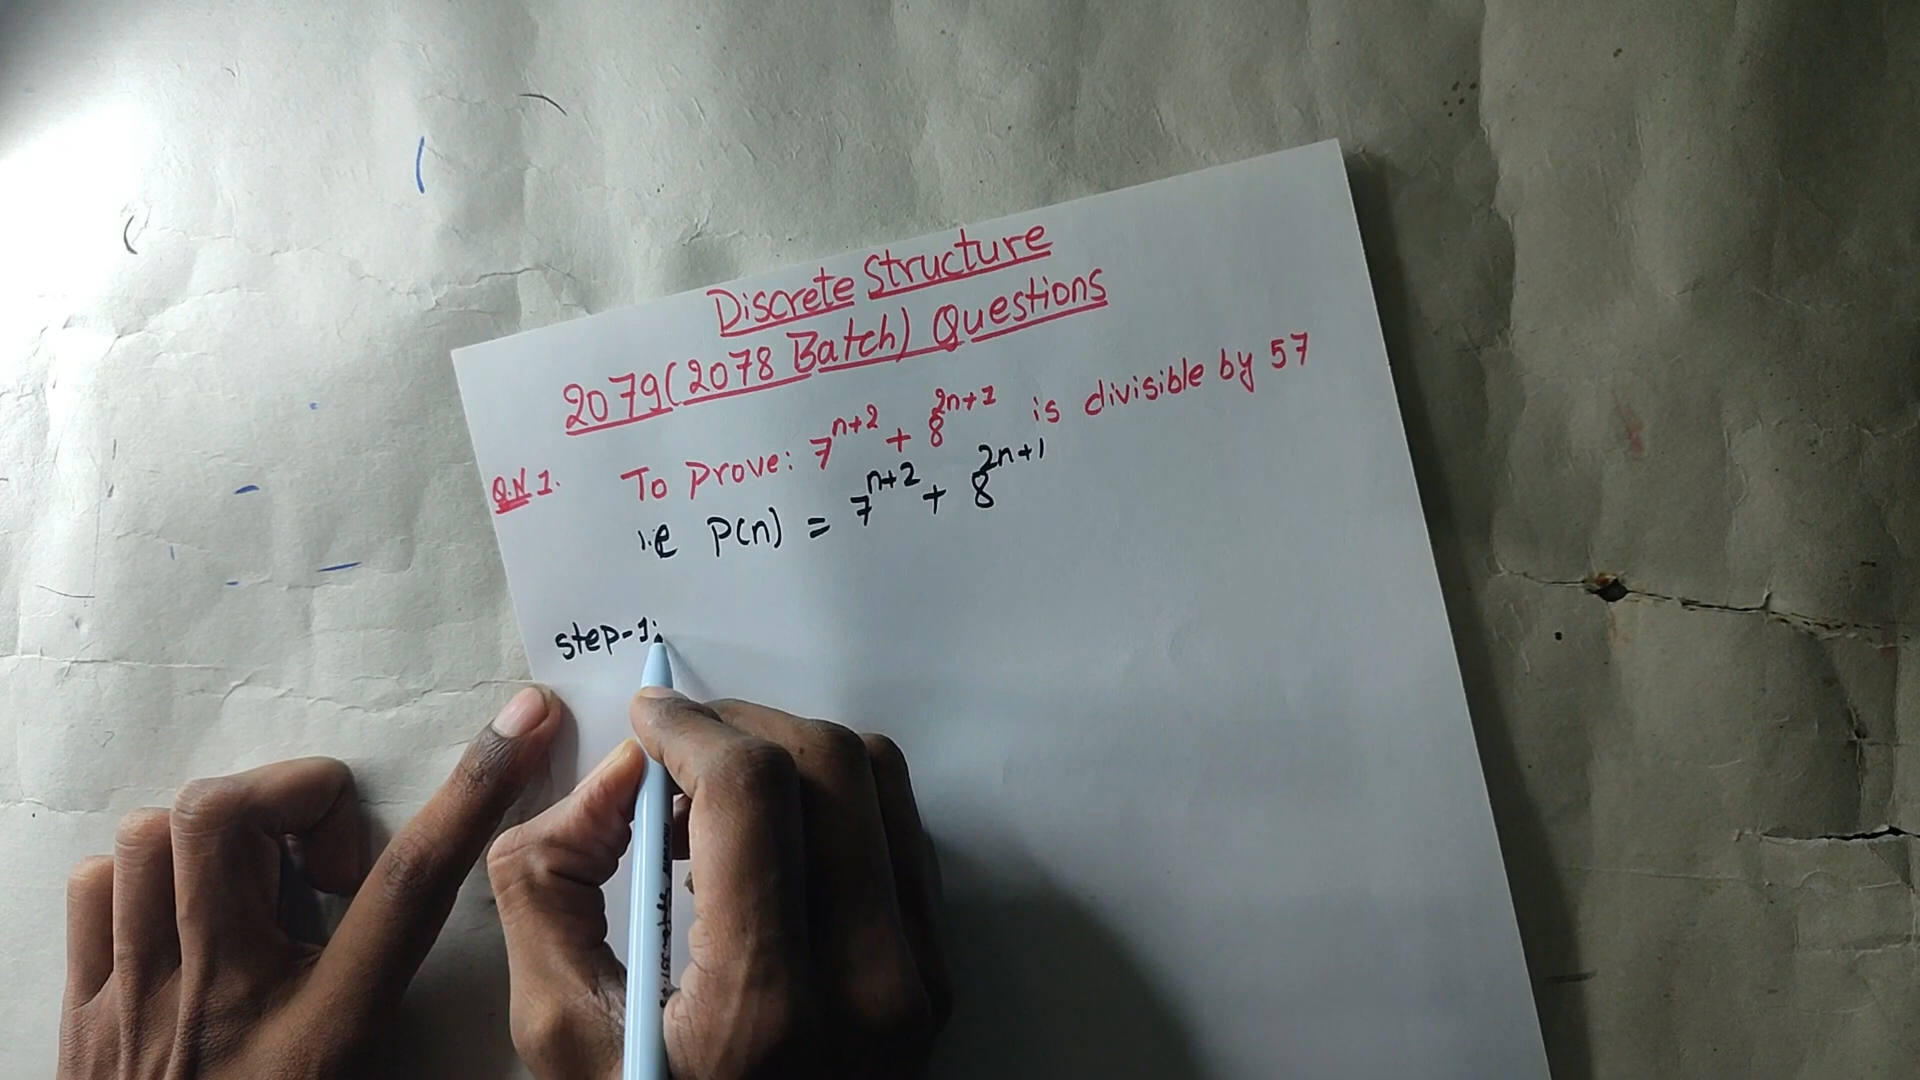 Discrete Structure
2079(2078 Batch) Questions
Q.N 1. To Prove: 7^{n+2} + 8^{2n+1} is divisible by 57
i.e P(n) = 7^{n+2} + 8^{2n+1}
step-1: